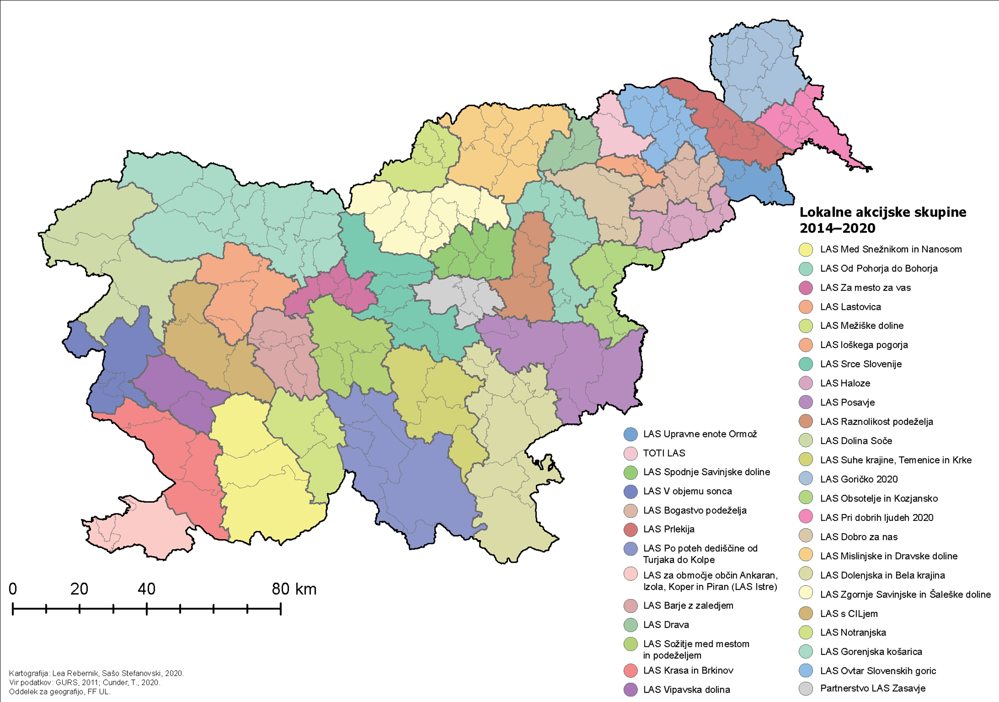 Lokalne akcijske skupine
2014–2020
LAS Med Snežnikom in Nanosom
LAS Od Pohorja do Bohorja
LAS Za mesto za vas
LAS Lastovica
LAS Mežiške doline
LAS loškega pogorja
LAS Srce Slovenije
LAS Haloze
LAS Posavje
LAS Raznolikost podeželja
LAS Dolina Soče
LAS Suhe krajine, Temenice in Krke
LAS Goričko 2020
LAS Obsotelje in Kozjansko
LAS Pri dobrih ljudeh 2020
LAS Dobro za nas
LAS Mislinjske in Dravske doline
LAS Dolenjska in Bela krajina
LAS Zgornje Savinjske in Šaleške doline
LAS s CILjem
LAS Notranjska
LAS Gorenjska košarica
LAS Ovtar Slovenskih goric
Partnerstvo LAS Zasavje
LAS Upravne enote Ormož
TOTI LAS
LAS Spodnje Savinjske doline
LAS V objemu sonca
LAS Bogastvo podeželja
LAS Prlekija
LAS Po poteh dediščine od
Turjaka do Kolpe
LAS za območje občin Ankaran,
Izola, Koper in Piran (LAS Istre)
LAS Barje z zaledjem
LAS Drava
LAS Sožitje med mestom
in podeželjem
LAS Krasa in Brkinov
LAS Vipavska dolina
0 20 40 80 km
Kartografija: Lea Rebernik, Sašo Stefanovski, 2020.
Vir podatkov: GURS, 2011; Cunder, T., 2020.
Oddelek za geografijo, FF UL.